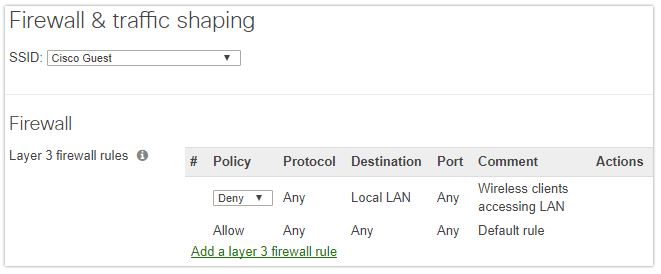 Firewall & traffic shaping
SSID: Cisco Guest
Firewall
Layer 3 firewall rules
# Policy Protocol Destination Port Comment Actions
Deny Any Local LAN Any Wireless clients accessing LAN
Allow Any Any Any Default rule
Add a layer 3 firewall rule